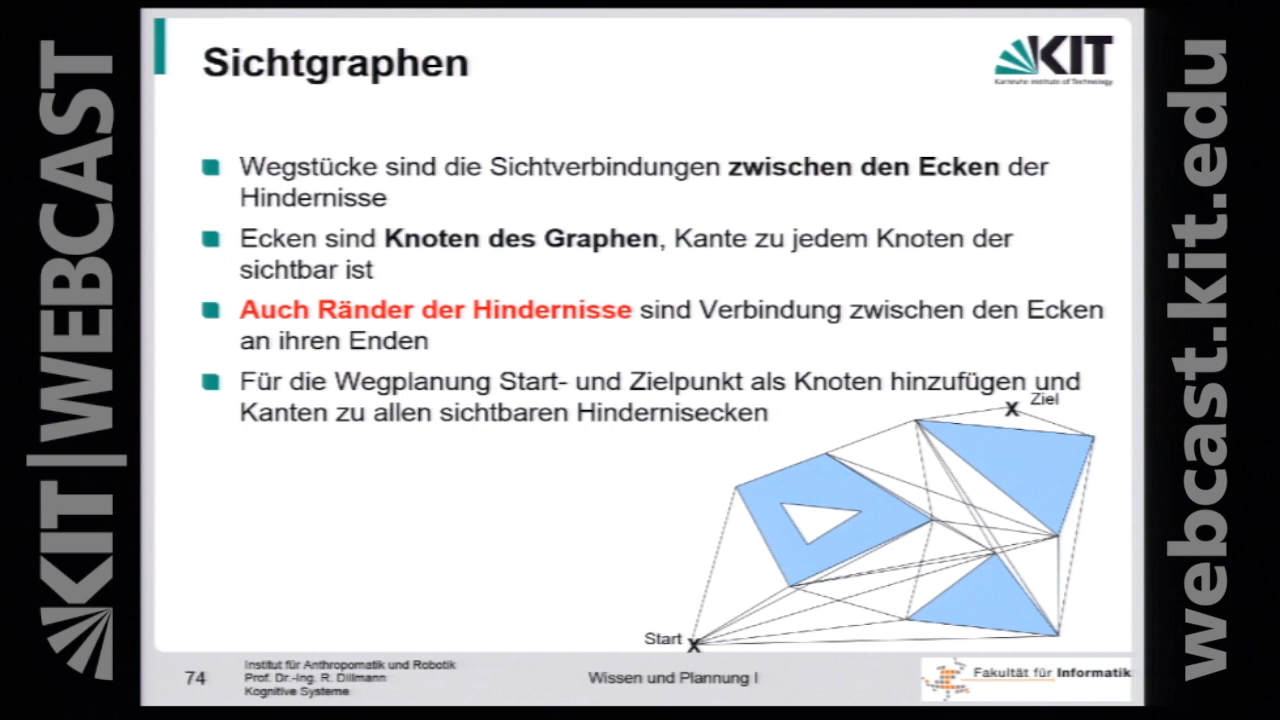 Sichtgraphen
KIT
Karlsruhe Institute of Technology
Wegstücke sind die Sichtverbindungen zwischen den Ecken der
Hindernisse
Ecken sind Knoten des Graphen, Kante zu jedem Knoten der
sichtbar ist
Auch Ränder der Hindernisse sind Verbindung zwischen den Ecken
an ihren Enden
Für die Wegplanung Start- und Zielpunkt als Knoten hinzufügen und
Kanten zu allen sichtbaren Hindernisecken
x Ziel
Start x
74
Institut für Anthropomatik und Robotik
Prof. Dr.-Ing. R. Dillmann
Kognitive Systeme
Wissen und Plannung I
Fakultät für Informatik
KIT | WEBCAST
webcast.kit.edu